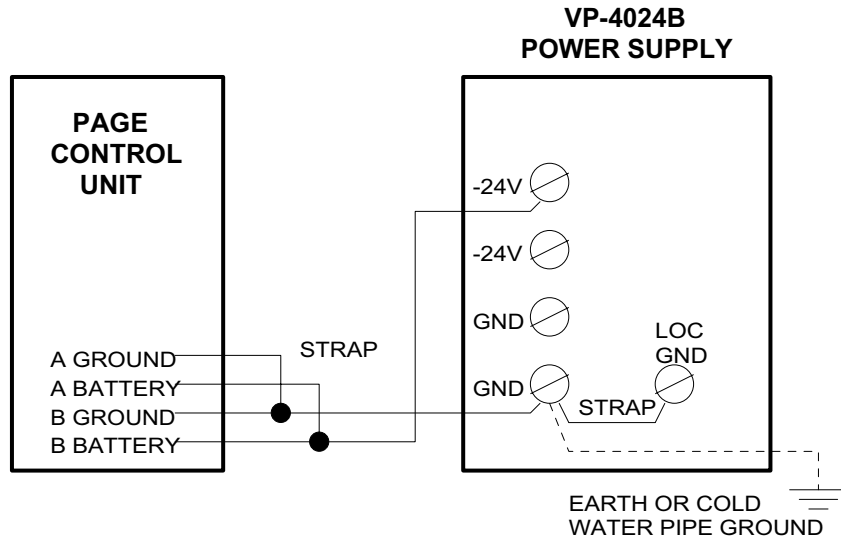 VP-4024B
POWER SUPPLY
PAGE
CONTROL
UNIT
A GROUND
A BATTERY
B GROUND
B BATTERY
STRAP
-24V
-24V
GND
GND
LOC
GND
STRAP
EARTH OR COLD
WATER PIPE GROUND